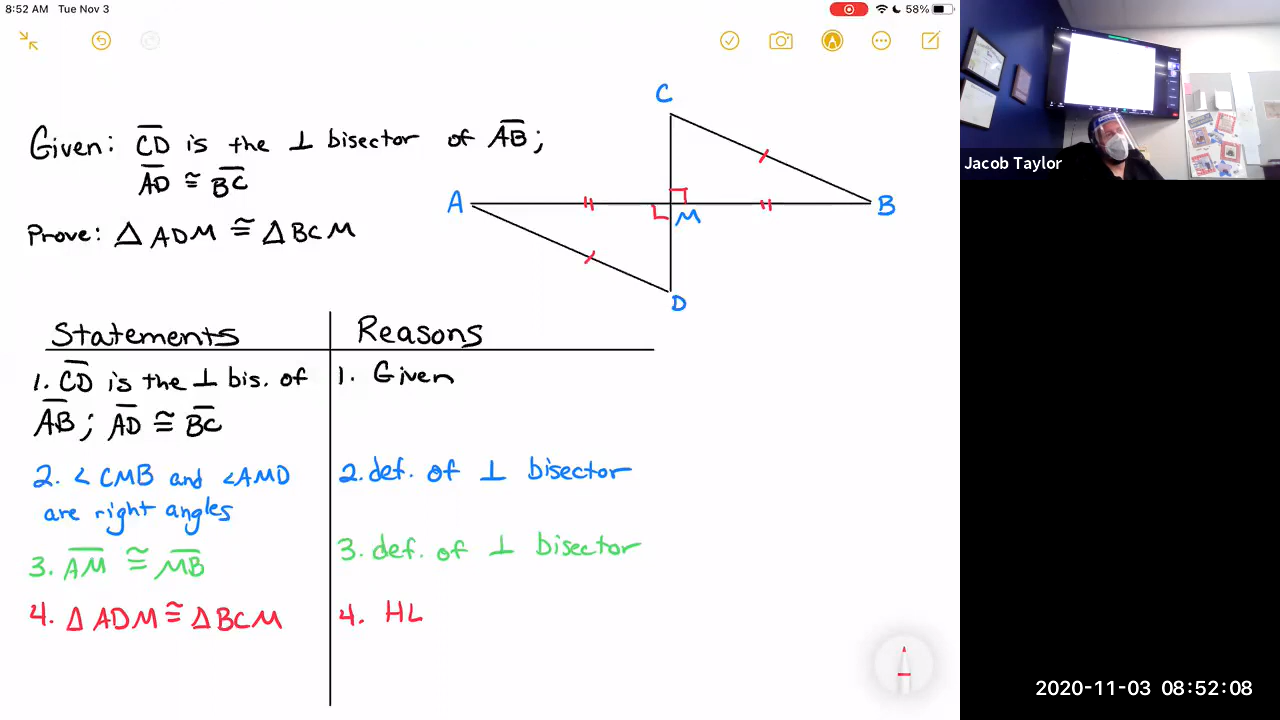 8:52 AM Tue Nov 3
58%
Given: CD is the ⊥ bisector of AB;
AD ≅ BC
Prove: △ ADM ≅ △ BCM
C
A
M
B
D
Statements
Reasons
1. CD is the ⊥ bis. of
AB; AD ≅ BC
1. Given
2. ∠ CMB and ∠AMD
are right angles
2. def. of ⊥ bisector
3. AM ≅ MB
3. def. of ⊥ bisector
4. △ ADM ≅ △ BCM
4. HL
Jacob Taylor
2020-11-03 08:52:08